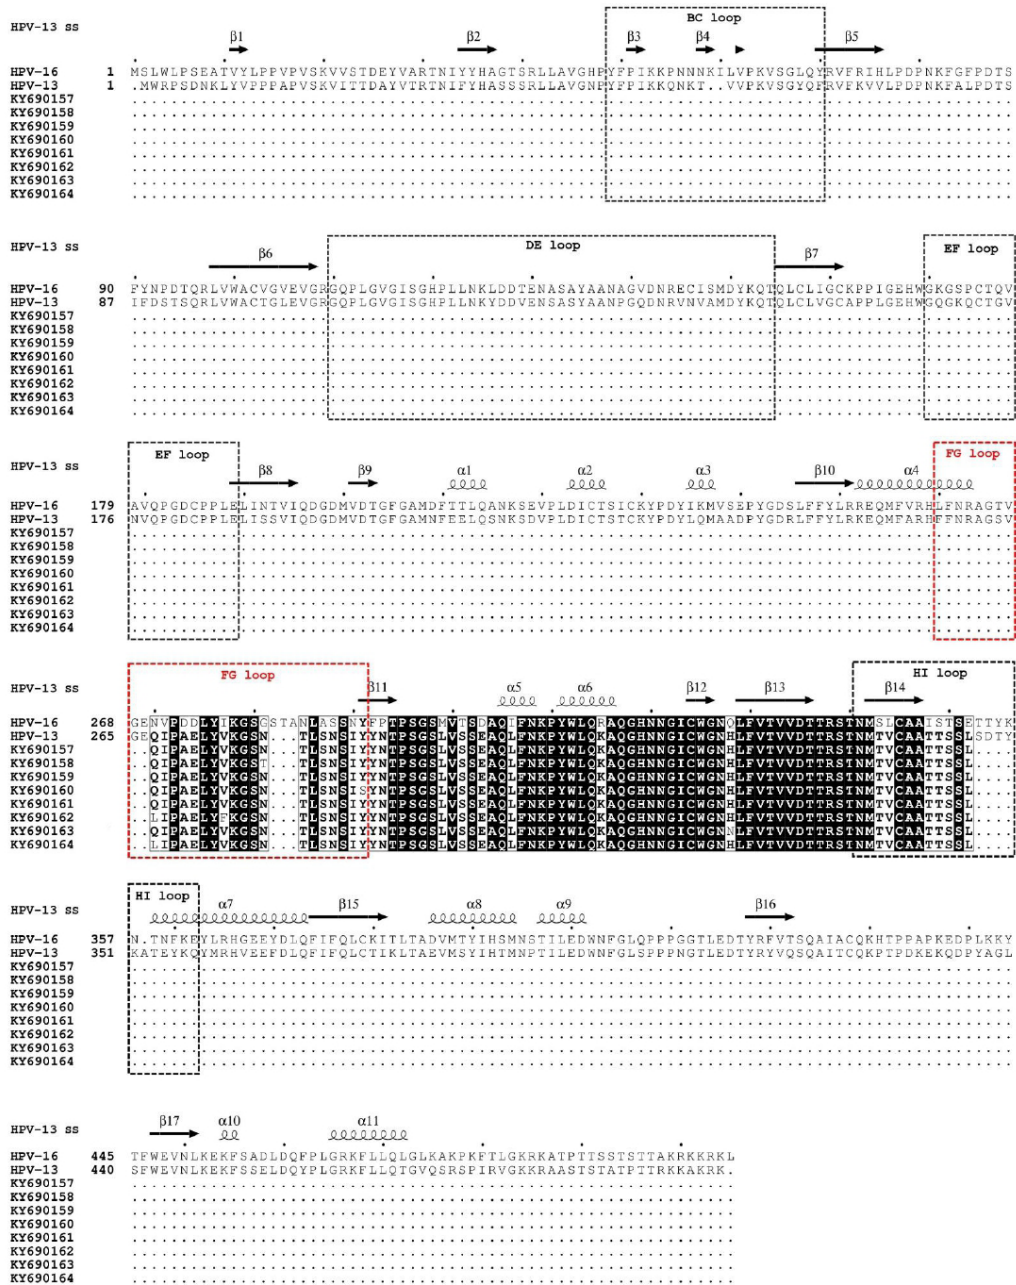 BC loop
HPV-13 ss
β1 β2 β3 β4 β5
HPV-16 1 MSLWLPSEATVYLPPVPVSKVVSTDEYVARTNIYYHAGTSRLLAVGHPYFPIKKPNNNKILVPKVSGLQYRVFRIHLPDPNKFGFPDTS
HPV-13 1 .MWRPSDNKLYVPPPAPVSKVITTDAYVTRTNIFYHASSSRLLAVGNPYFPIKKQNKT..VVPKVSGYQFRVFKVVLPDPNKFALPDTS
KY690157
KY690158
KY690159
KY690160
KY690161
KY690162
KY690163
KY690164
HPV-13 ss
DE loop
EF loop
β6 β7
HPV-16 90 FYNPDTQRLVWACVGVEVGRGQPLGVGISGHPLLNKLDDTENASAYAANAGVDNRECISMDYKQTQLCLIGCKPPIGEHWGKGSPCTQV
HPV-13 87 IFDSTSQRLVWACTGLEVGRGQPLGVGISGHPLLNKYDDVENSASYAANPGQDNRVNVAMDYKQTQLCLVGCAPPLGEHWGQGKQCTGV
KY690157
KY690158
KY690159
KY690160
KY690161
KY690162
KY690163
KY690164
EF loop
FG loop
HPV-13 ss
β8 β9 α1 α2 α3 β10 α4
HPV-16 179 AVQPGDCPPLELINTVIQDGDMVDTGFGAMDFTTLQANKSEVPLDICTSICKYPDYIKMVSEPYGDSLFFYLRREQMFVRHLFNRAGTV
HPV-13 176 NVQPGDCPPLELISSVIQDGDMVDTGFGAMNFEELQSNKSDVPLDICTSTCKYPDYLQMAADPYGDRLFFYLRKEQMFARHFFNRAGSV
KY690157
KY690158
KY690159
KY690160
KY690161
KY690162
KY690163
KY690164
FG loop
HI loop
HPV-13 ss
β11 α5 α6 β12 β13 β14
HPV-16 268 GENVPDDLYIKGSGSTANLASSNYFPTPSGSMVTSDAQIFNKPYWLQRAQGHNNGICWGNQLFVTVVDTTRSTNMSLCAAISTSETTYK
HPV-13 265 GEQIPAELYVKGSN...TLSNSIYYNTPSGSLVSSEAQLFNKPYWLQKAQGHNNGICWGNHLFVTVVDTTRSTNMTVCAATTSSLSDTY
KY690157 ..QIPAELYVKGSN...TLSNSIYYNTPSGSLVSSEAQLFNKPYWLQKAQGHNNGICWGNHLFVTVVDTTRSTNMTVCAATTSSL....
KY690158 ..QIPAELYVKGST...TLSNSIYYNTPSGSLVSSEAQLFNKPYWLQKAQGHNNGICWGNHLFVTVVDTTRSTNMTVCAATTSSL....
KY690159 ..QIPAELYVKGSN...TLSNSIYYNTPSGSLVSSEAQLFNKPYWLQKAQGHNNGICWGNHLFVTVVDTTRSTNMTVCAATTSSL....
KY690160 ..QIPAELYVKGSN...TLSNSISYNTPSGSLVSSEAQLFNKPYWLQKAQGHNNGICWGNHLFVTVVDTTRSTNMTVCAATTSSL....
KY690161 ..QIPAELYVKGSN...TLSNSIYYNTPSGSLVSSEAQLFNKPYWLQKAQGHNNGICWGNHLFVTVVDTTRSTNMTVCAATTSSL....
KY690162 ..LIPAELYFKGSN...TLSNSIYYNTPSGSLVSSEAQLFNKPYWLQKAQGHNNGICWGNHLFVTVVDTTRSTNMTVCAATTSSL....
KY690163 ..QIPAELYVKGSN...TLSNSIYYNTPSGSLVSSEAQLFNKPYWLQKAQGHNNGICWGNNLFVTVVDTTRSTNMTVCAATTSSL....
KY690164 ..LIPAELYVKGSN...TLSNSIYYNTPSGSLVSSEAQLFNKPYWLQKAQGHNNGICWGNHLFVTVVDTTRSTNMTVCAATTSSL....
HI loop
HPV-13 ss
α7 β15 α8 α9 β16
HPV-16 357 N.TNFKEYLRHGEEYDLQFIFQLCKITLTADVMTYIHSMNSTILEDWNFGLQPPPGGTLEDTYRFVTSQAIACQKHTPPAPKEDPLKKY
HPV-13 351 KATEYKQYMRHVEEFDLQFIFQLCTIKLTAEVMSYIHTMNPTILEDWNFGLSPPPNGTLEDTYRYVQSQAITCQKPTPDKEKQDPYAGL
KY690157
KY690158
KY690159
KY690160
KY690161
KY690162
KY690163
KY690164
HPV-13 ss
β17 α10 α11
HPV-16 445 TFWEVNLKEKFSADLDQFPLGRKFLLQLGLKAKPKFTLGKRKATPTTSSTSTTAKRKKRKL
HPV-13 440 SFWEVNLKEKFSSELDQYPLGRKFLLQTGVQSRSPIRVGKKRAASTSTATPTTRKKAKRK.
KY690157
KY690158
KY690159
KY690160
KY690161
KY690162
KY690163
KY690164